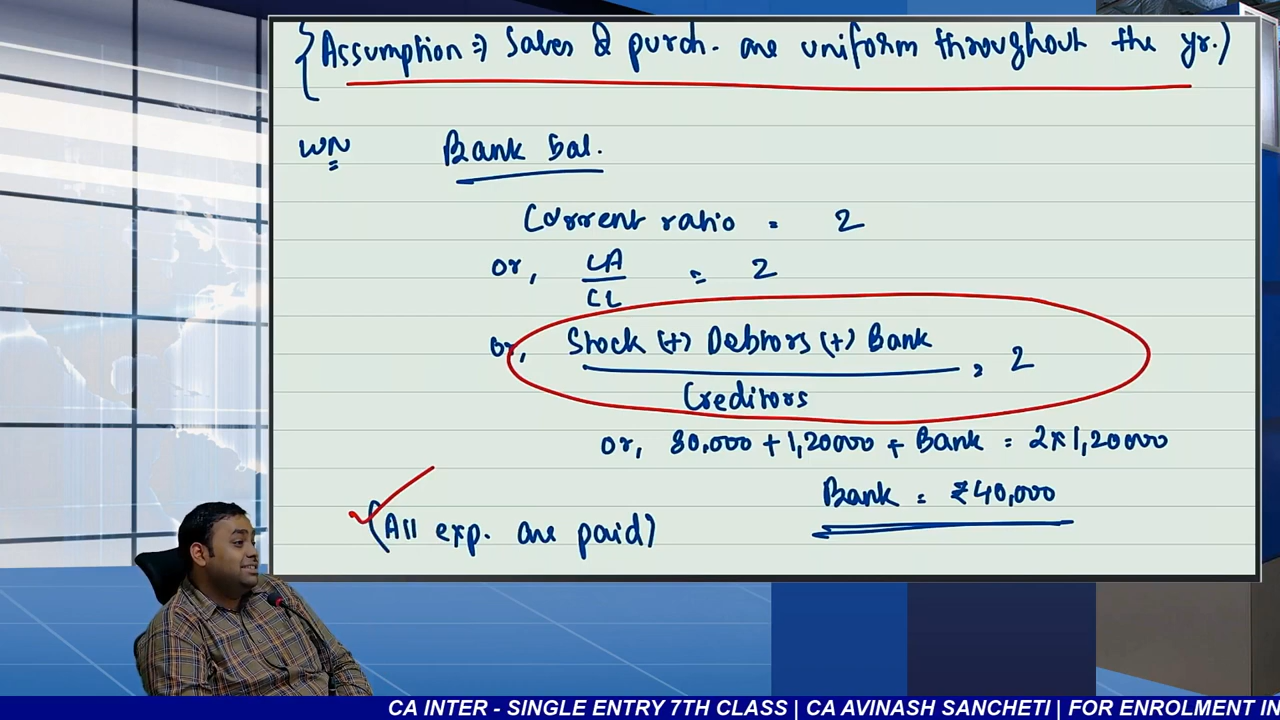 {Assumption ⇒ Sales & purch. are uniform throughout the yr.)
WN Bank Bal.
Current ratio = 2
or, CA
= 2
CL
or, Stock (+) Debtors (+) Bank
= 2
Creditors
or, 80,000 + 1,20000 + Bank = 2x1,20000
Bank = ₹40,000
(All exp. are paid)
CA INTER - SINGLE ENTRY 7TH CLASS | CA AVINASH SANCHETI | FOR ENROLMENT IN